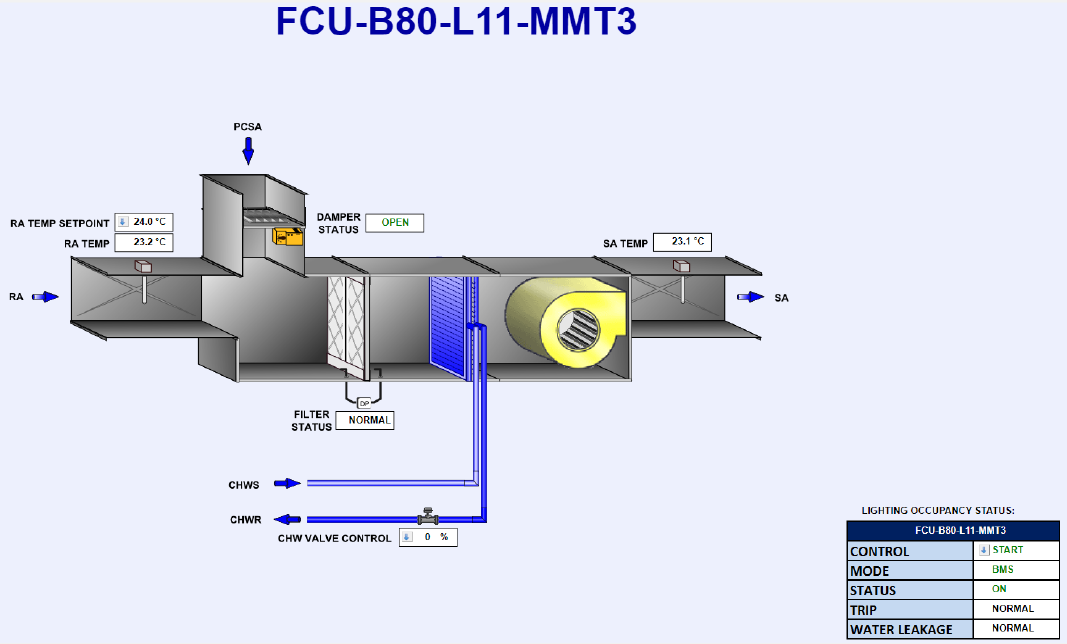 FCU-B80-L11-MMT3
PCSA
RA TEMP SETPOINT 24.0 °C
RA TEMP 23.2 °C
DAMPER STATUS OPEN
SA TEMP 23.1 °C
RA
SA
DP
FILTER STATUS NORMAL
CHWS
CHWR
CHW VALVE CONTROL 0 %
LIGHTING OCCUPANCY STATUS:
FCU-B80-L11-MMT3
CONTROL START
MODE BMS
STATUS ON
TRIP NORMAL
WATER LEAKAGE NORMAL